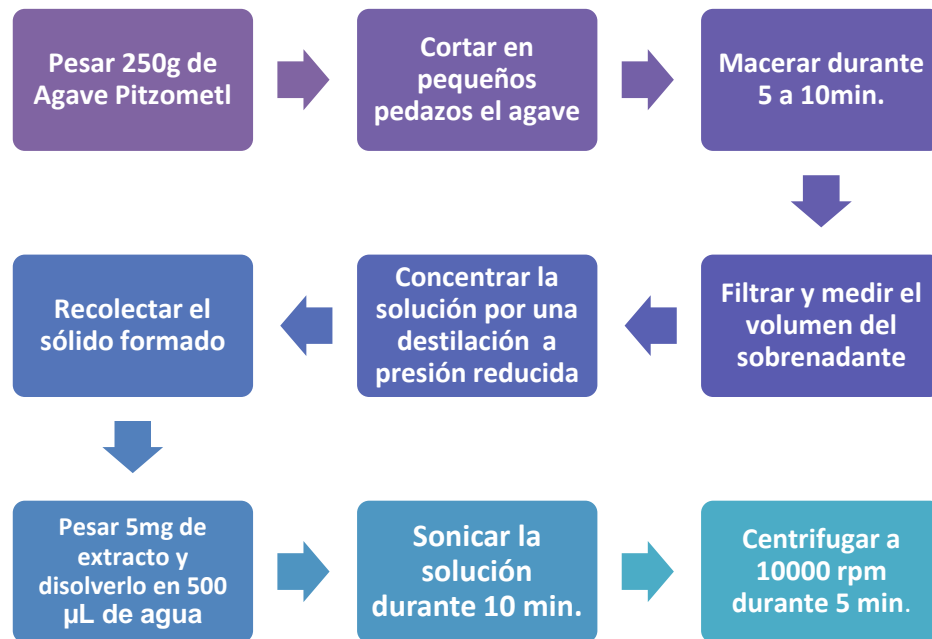 Pesar 250g de
Agave Pitzometl
Cortar en
pequeños
pedazos el agave
Macerar durante
5 a 10min.
Filtrar y medir el
volumen del
sobrenadante
Concentrar la
solución por una
destilación a
presión reducida
Recolectar el
sólido formado
Pesar 5mg de
extracto y
disolverlo en 500
µL de agua
Sonicar la
solución
durante 10 min.
Centrifugar a
10000 rpm
durante 5 min.